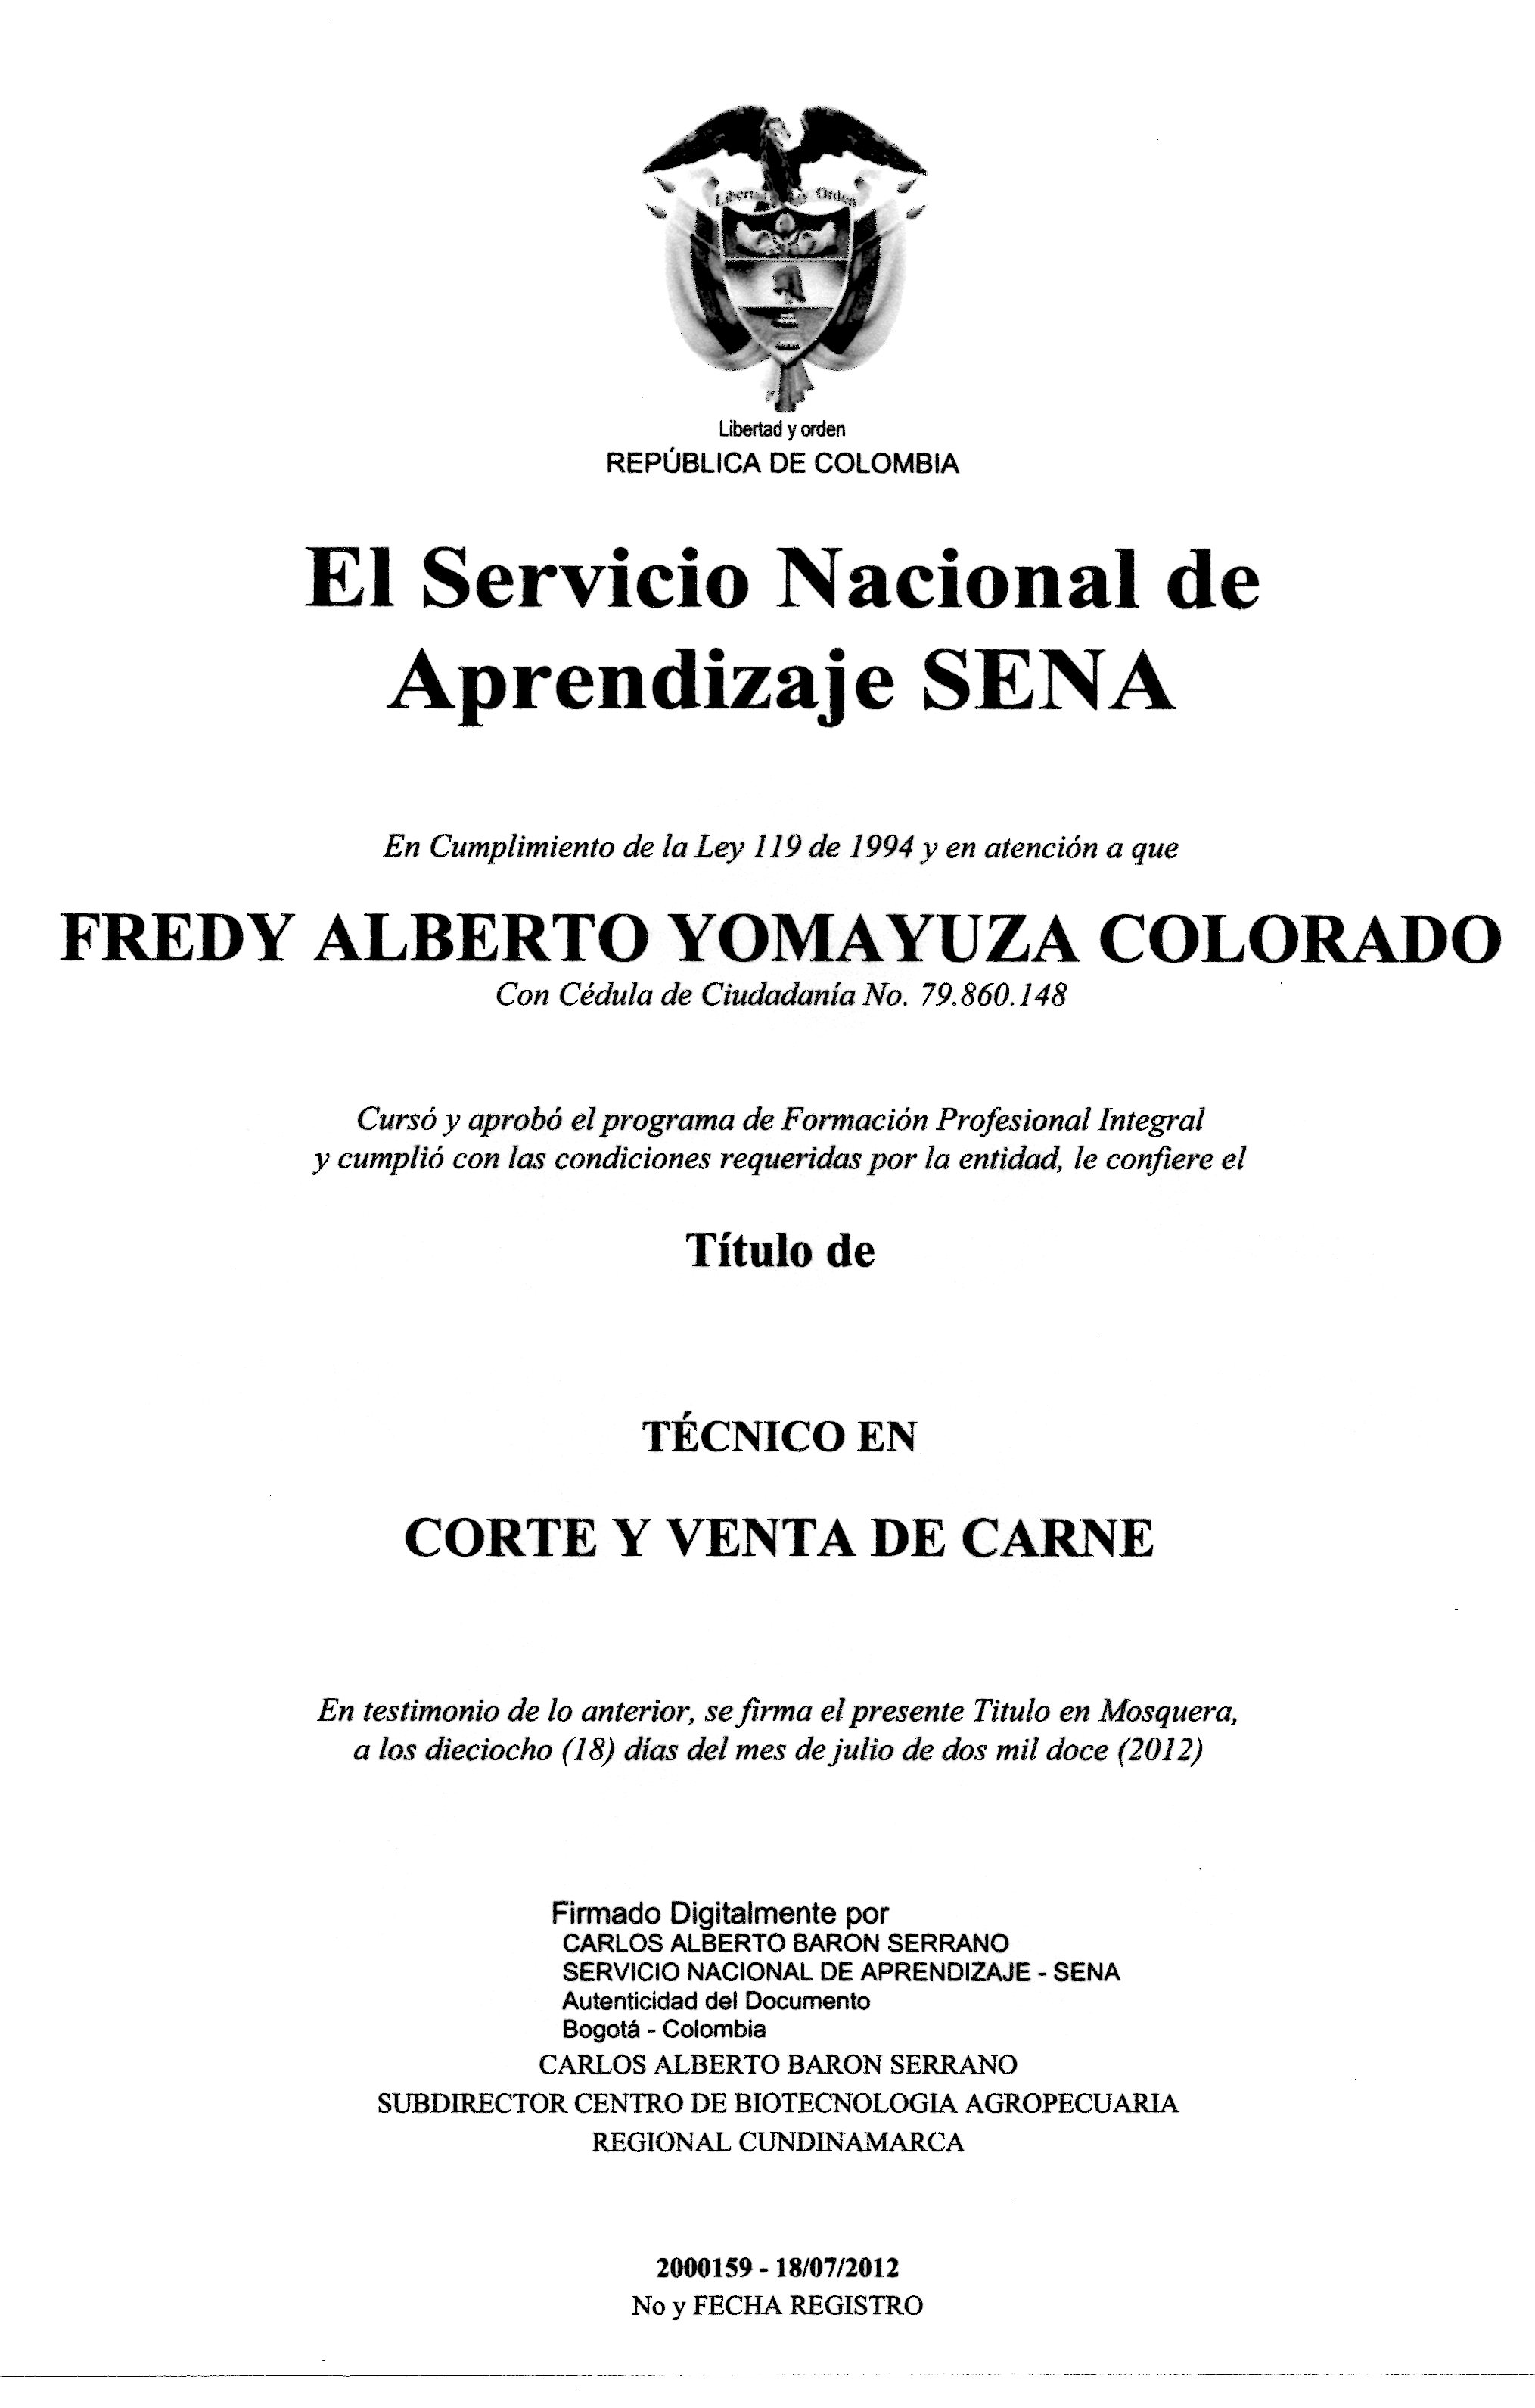 Libertad y Orden
Libertad y orden
REPÚBLICA DE COLOMBIA
El Servicio Nacional de
Aprendizaje SENA
En Cumplimiento de la Ley 119 de 1994 y en atención a que
FREDY ALBERTO YOMAYUZA COLORADO
Con Cédula de Ciudadanía No. 79.860.148
Cursó y aprobó el programa de Formación Profesional Integral
y cumplió con las condiciones requeridas por la entidad, le confiere el
Título de
TÉCNICO EN
CORTE Y VENTA DE CARNE
En testimonio de lo anterior, se firma el presente Titulo en Mosquera,
a los dieciocho (18) días del mes de julio de dos mil doce (2012)
Firmado Digitalmente por
CARLOS ALBERTO BARON SERRANO
SERVICIO NACIONAL DE APRENDIZAJE - SENA
Autenticidad del Documento
Bogotá - Colombia
CARLOS ALBERTO BARON SERRANO
SUBDIRECTOR CENTRO DE BIOTECNOLOGIA AGROPECUARIA
REGIONAL CUNDINAMARCA
2000159 - 18/07/2012
No y FECHA REGISTRO